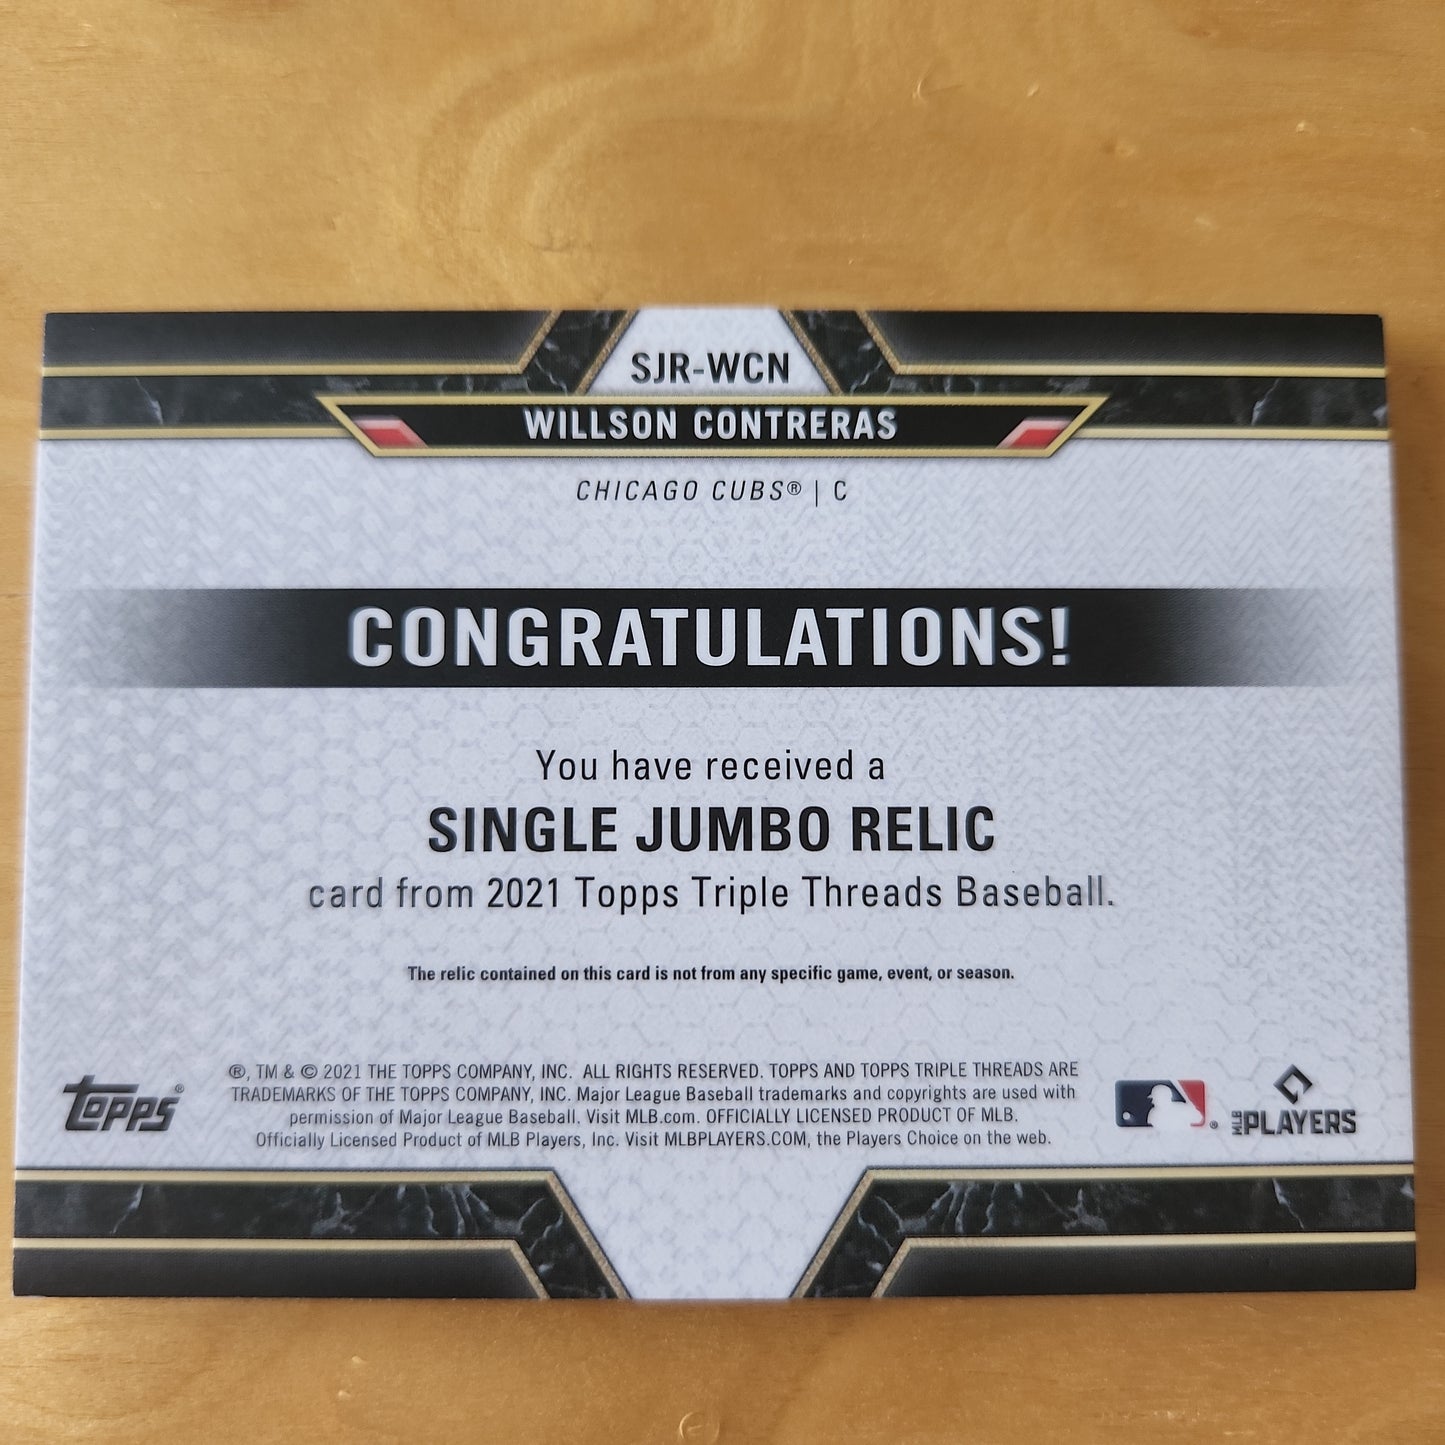 SJR-WCN
WILLSON CONTRERAS
CHICAGO CUBS® | C
CONGRATULATIONS!
You have received a
SINGLE JUMBO RELIC
card from 2021 Topps Triple Threads Baseball.
The relic contained on this card is not from any specific game, event, or season.
®, TM & © 2021 THE TOPPS COMPANY, INC. ALL RIGHTS RESERVED. TOPPS AND TOPPS TRIPLE THREADS ARE
TRADEMARKS OF THE TOPPS COMPANY, INC. Major League Baseball trademarks and copyrights are used with
permission of Major League Baseball. Visit MLB.com. OFFICIALLY LICENSED PRODUCT OF MLB.
Officially Licensed Product of MLB Players, Inc. Visit MLBPLAYERS.COM, the Players Choice on the web.
Topps®
®
MLB PLAYERS